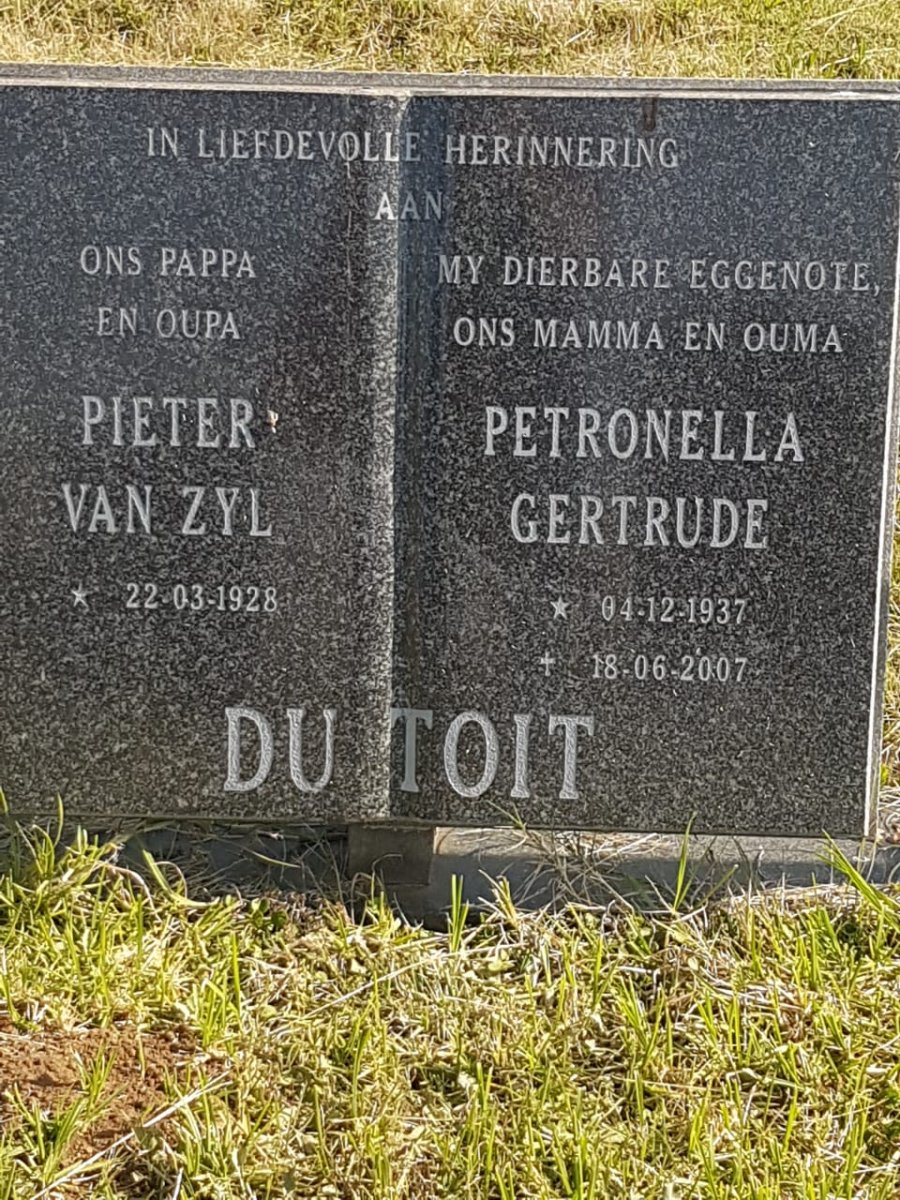 IN LIEFDEVOLLE HERINNERING
AAN
ONS PAPPA
EN OUPA
PIETER
VAN ZYL
★ 22-03-1928
MY DIERBARE EGGENOTE,
ONS MAMMA EN OUMA
PETRONELLA
GERTRUDE
★ 04-12-1937
✝ 18-06-2007
DU TOIT